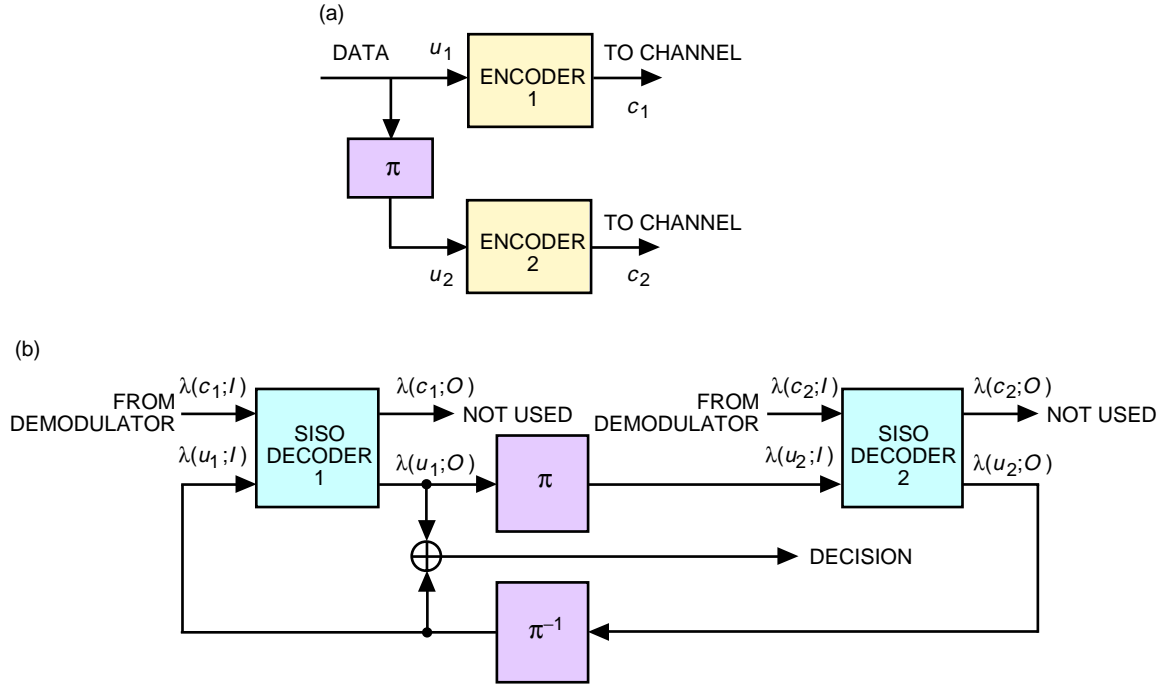 (a)
DATA
u1
ENCODER
1
TO CHANNEL
c1
π
u2
ENCODER
2
TO CHANNEL
c2
(b)
FROM
DEMODULATOR
λ(c1;I)
λ(u1;I)
SISO
DECODER
1
λ(c1;O)
NOT USED
λ(u1;O)
π
FROM
DEMODULATOR
λ(c2;I)
λ(u2;I)
SISO
DECODER
2
λ(c2;O)
NOT USED
λ(u2;O)
DECISION
π−1